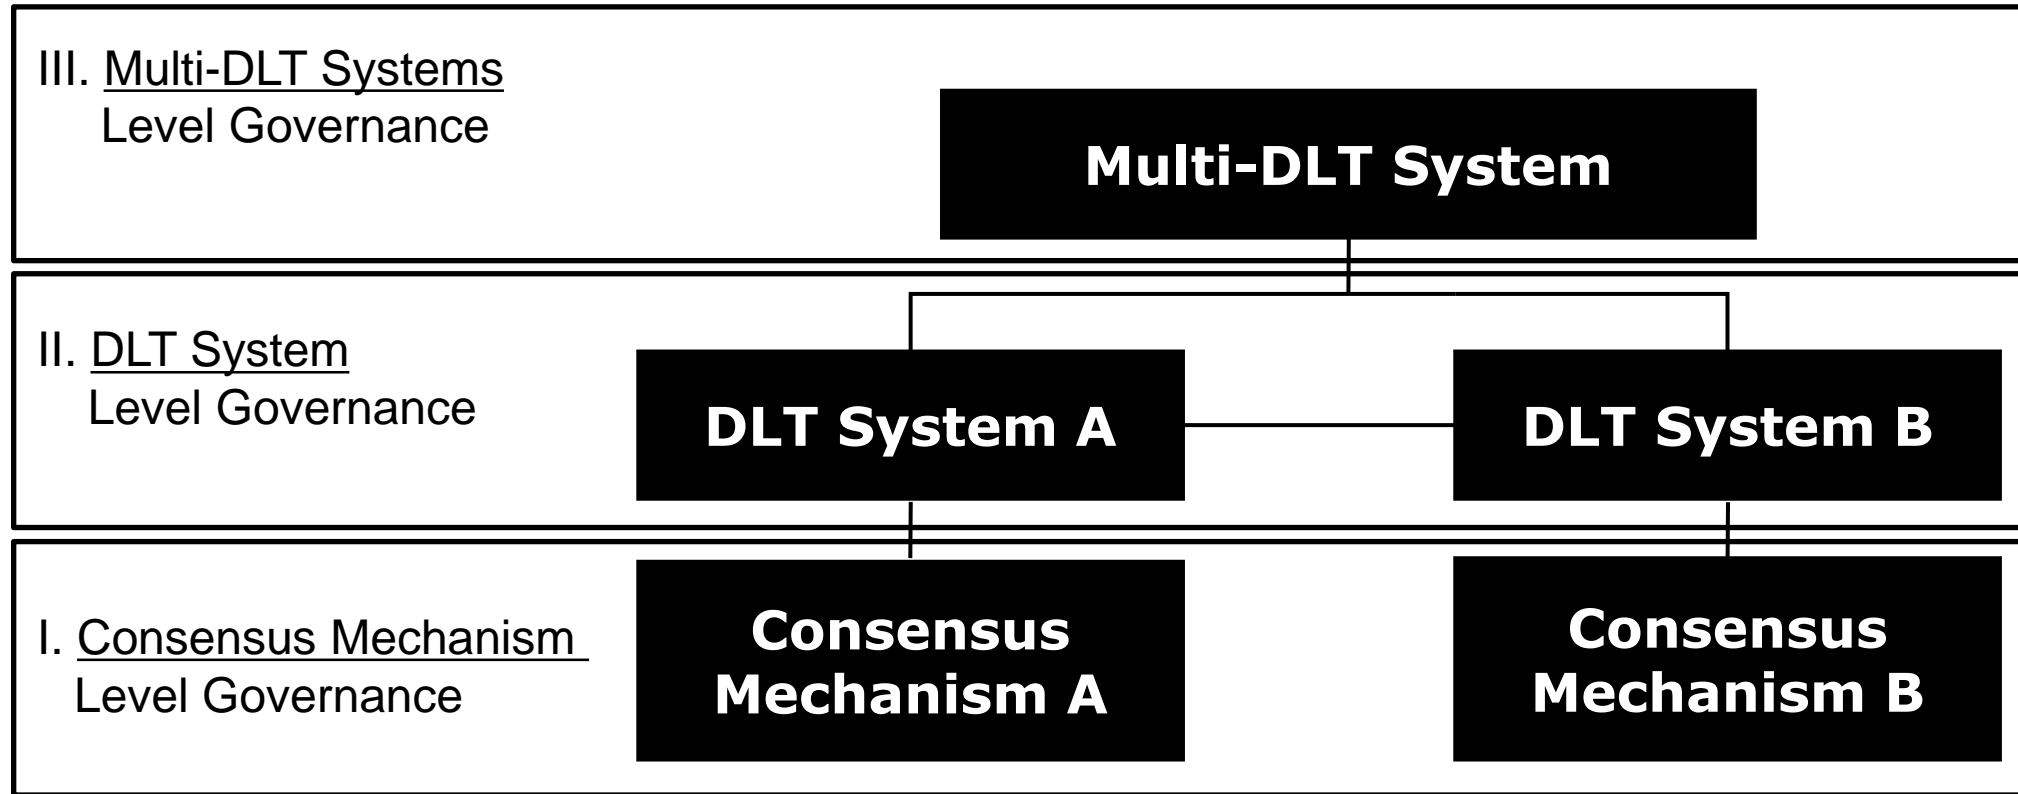 III. Multi-DLT Systems
Level Governance
Multi-DLT System
II. DLT System
Level Governance
DLT System A
DLT System B
I. Consensus Mechanism
Level Governance
Consensus
Mechanism A
Consensus
Mechanism B